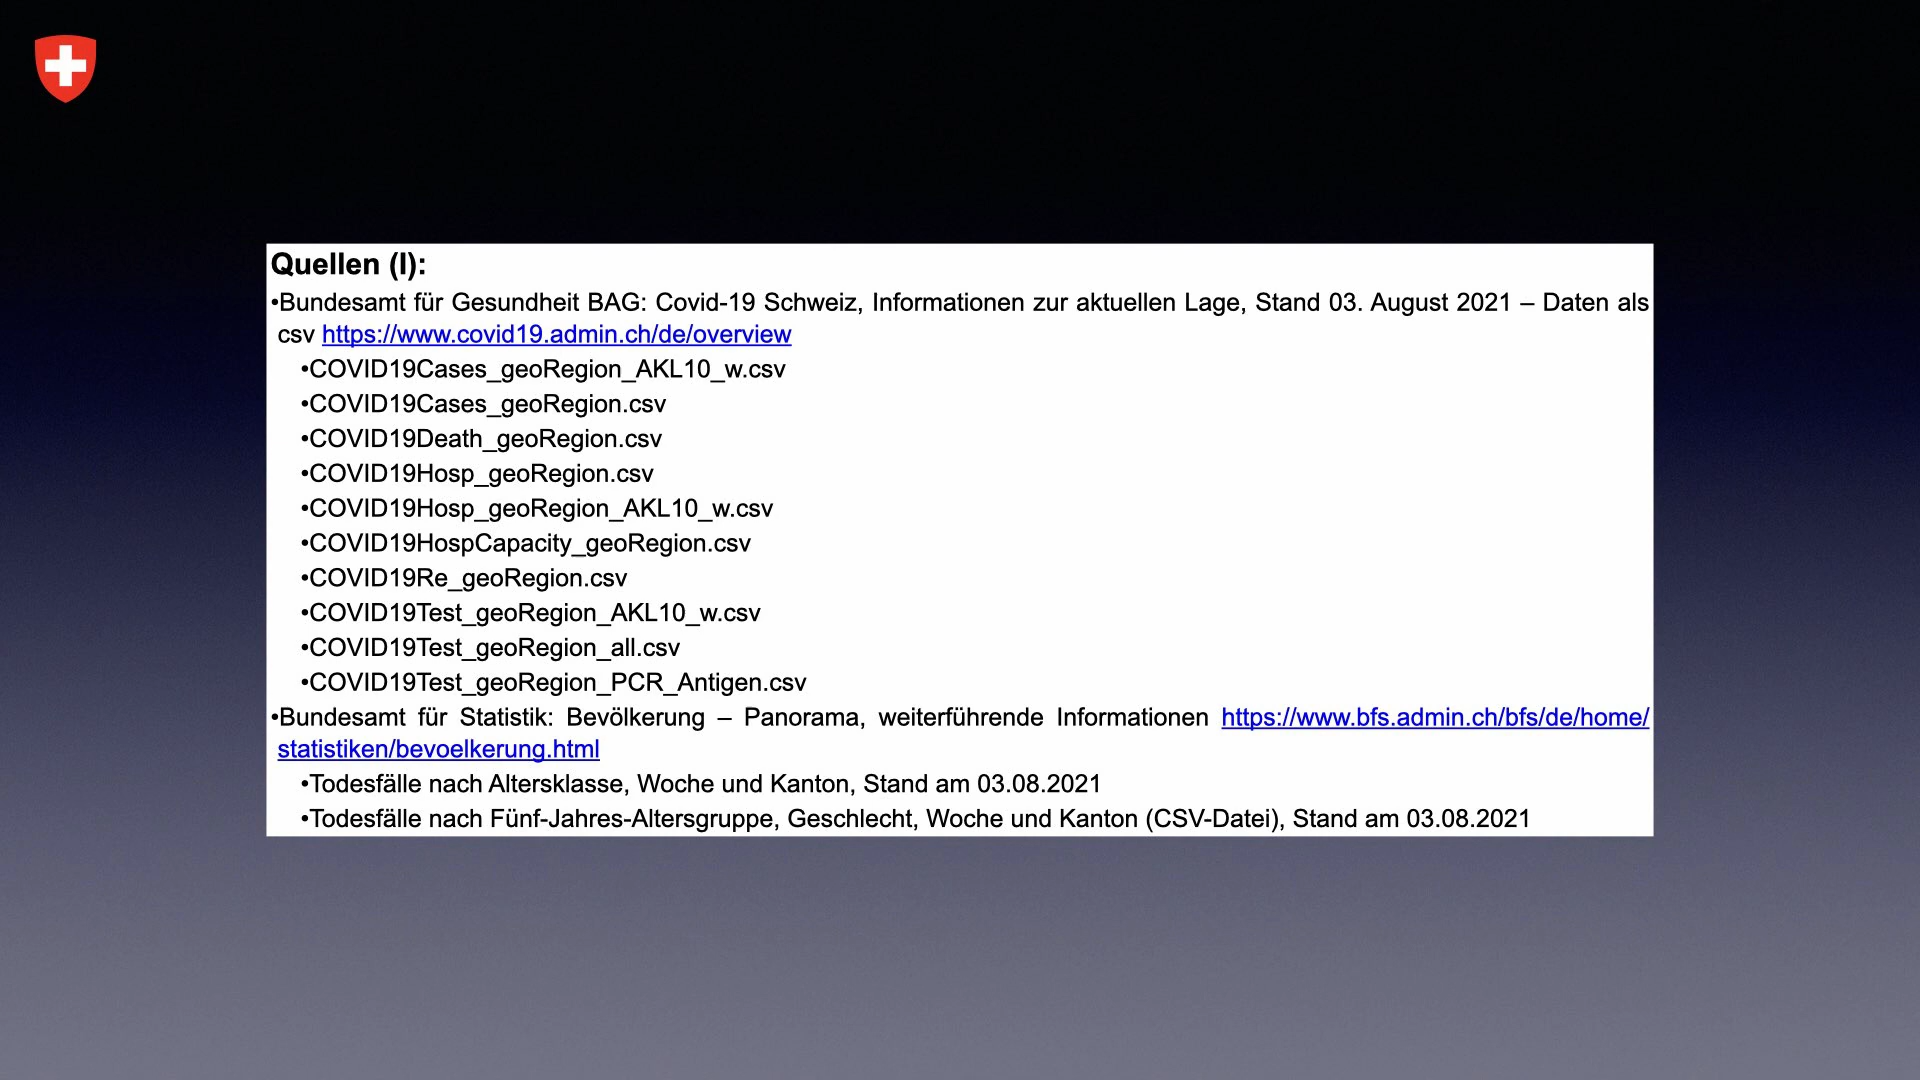 Quellen (I):
•Bundesamt für Gesundheit BAG: Covid-19 Schweiz, Informationen zur aktuellen Lage, Stand 03. August 2021 – Daten als
csv https://www.covid19.admin.ch/de/overview
•COVID19Cases_geoRegion_AKL10_w.csv
•COVID19Cases_geoRegion.csv
•COVID19Death_geoRegion.csv
•COVID19Hosp_geoRegion.csv
•COVID19Hosp_geoRegion_AKL10_w.csv
•COVID19HospCapacity_geoRegion.csv
•COVID19Re_geoRegion.csv
•COVID19Test_geoRegion_AKL10_w.csv
•COVID19Test_geoRegion_all.csv
•COVID19Test_geoRegion_PCR_Antigen.csv
•Bundesamt für Statistik: Bevölkerung – Panorama, weiterführende Informationen https://www.bfs.admin.ch/bfs/de/home/
statistiken/bevoelkerung.html
•Todesfälle nach Altersklasse, Woche und Kanton, Stand am 03.08.2021
•Todesfälle nach Fünf-Jahres-Altersgruppe, Geschlecht, Woche und Kanton (CSV-Datei), Stand am 03.08.2021